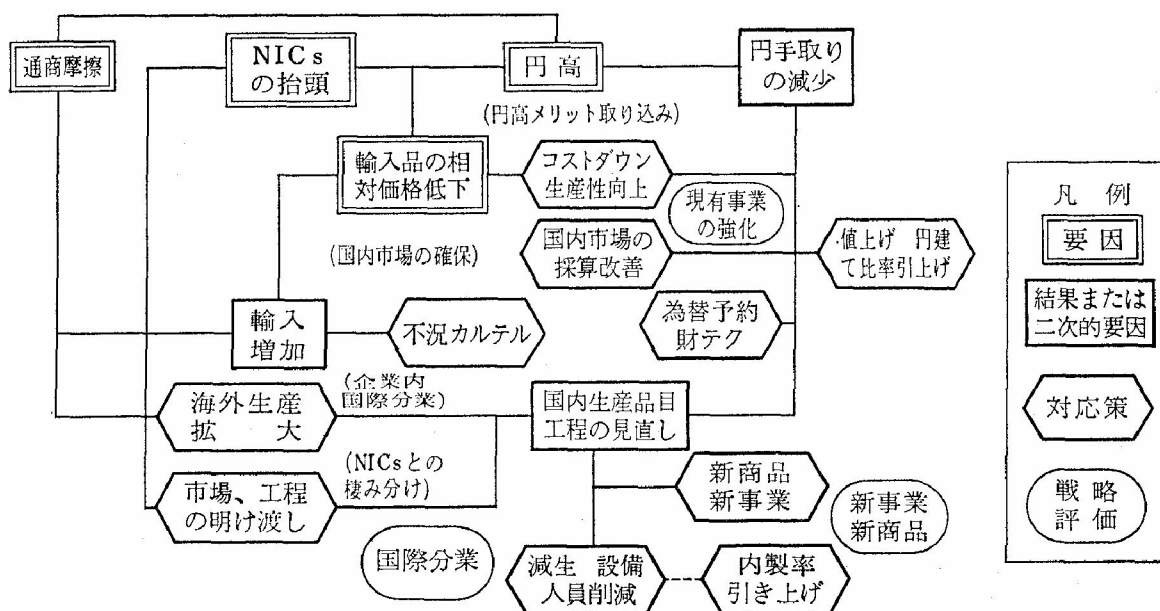 通商摩擦
NICs
の抬頭
円高
円手取り
の減少
(円高メリット取り込み)
輸入品の相
対価格低下
コストダウン
生産性向上
現有事業
の強化
(国内市場の確保)
国内市場の
採算改善
値上げ 円建
て比率引上げ
輸入
増加
不況カルテル
為替予約
財テク
海外生産
拡大
(企業内
国際分業)
国内生産品目
工程の見直し
市場、工程
の明け渡し
(NICsとの
棲み分け)
新商品
新事業
新事業
新商品
国際分業
減生 設備
人員削減
内製率
引き上げ
凡例
要因
結果または
二次的要因
対応策
戦略
評価